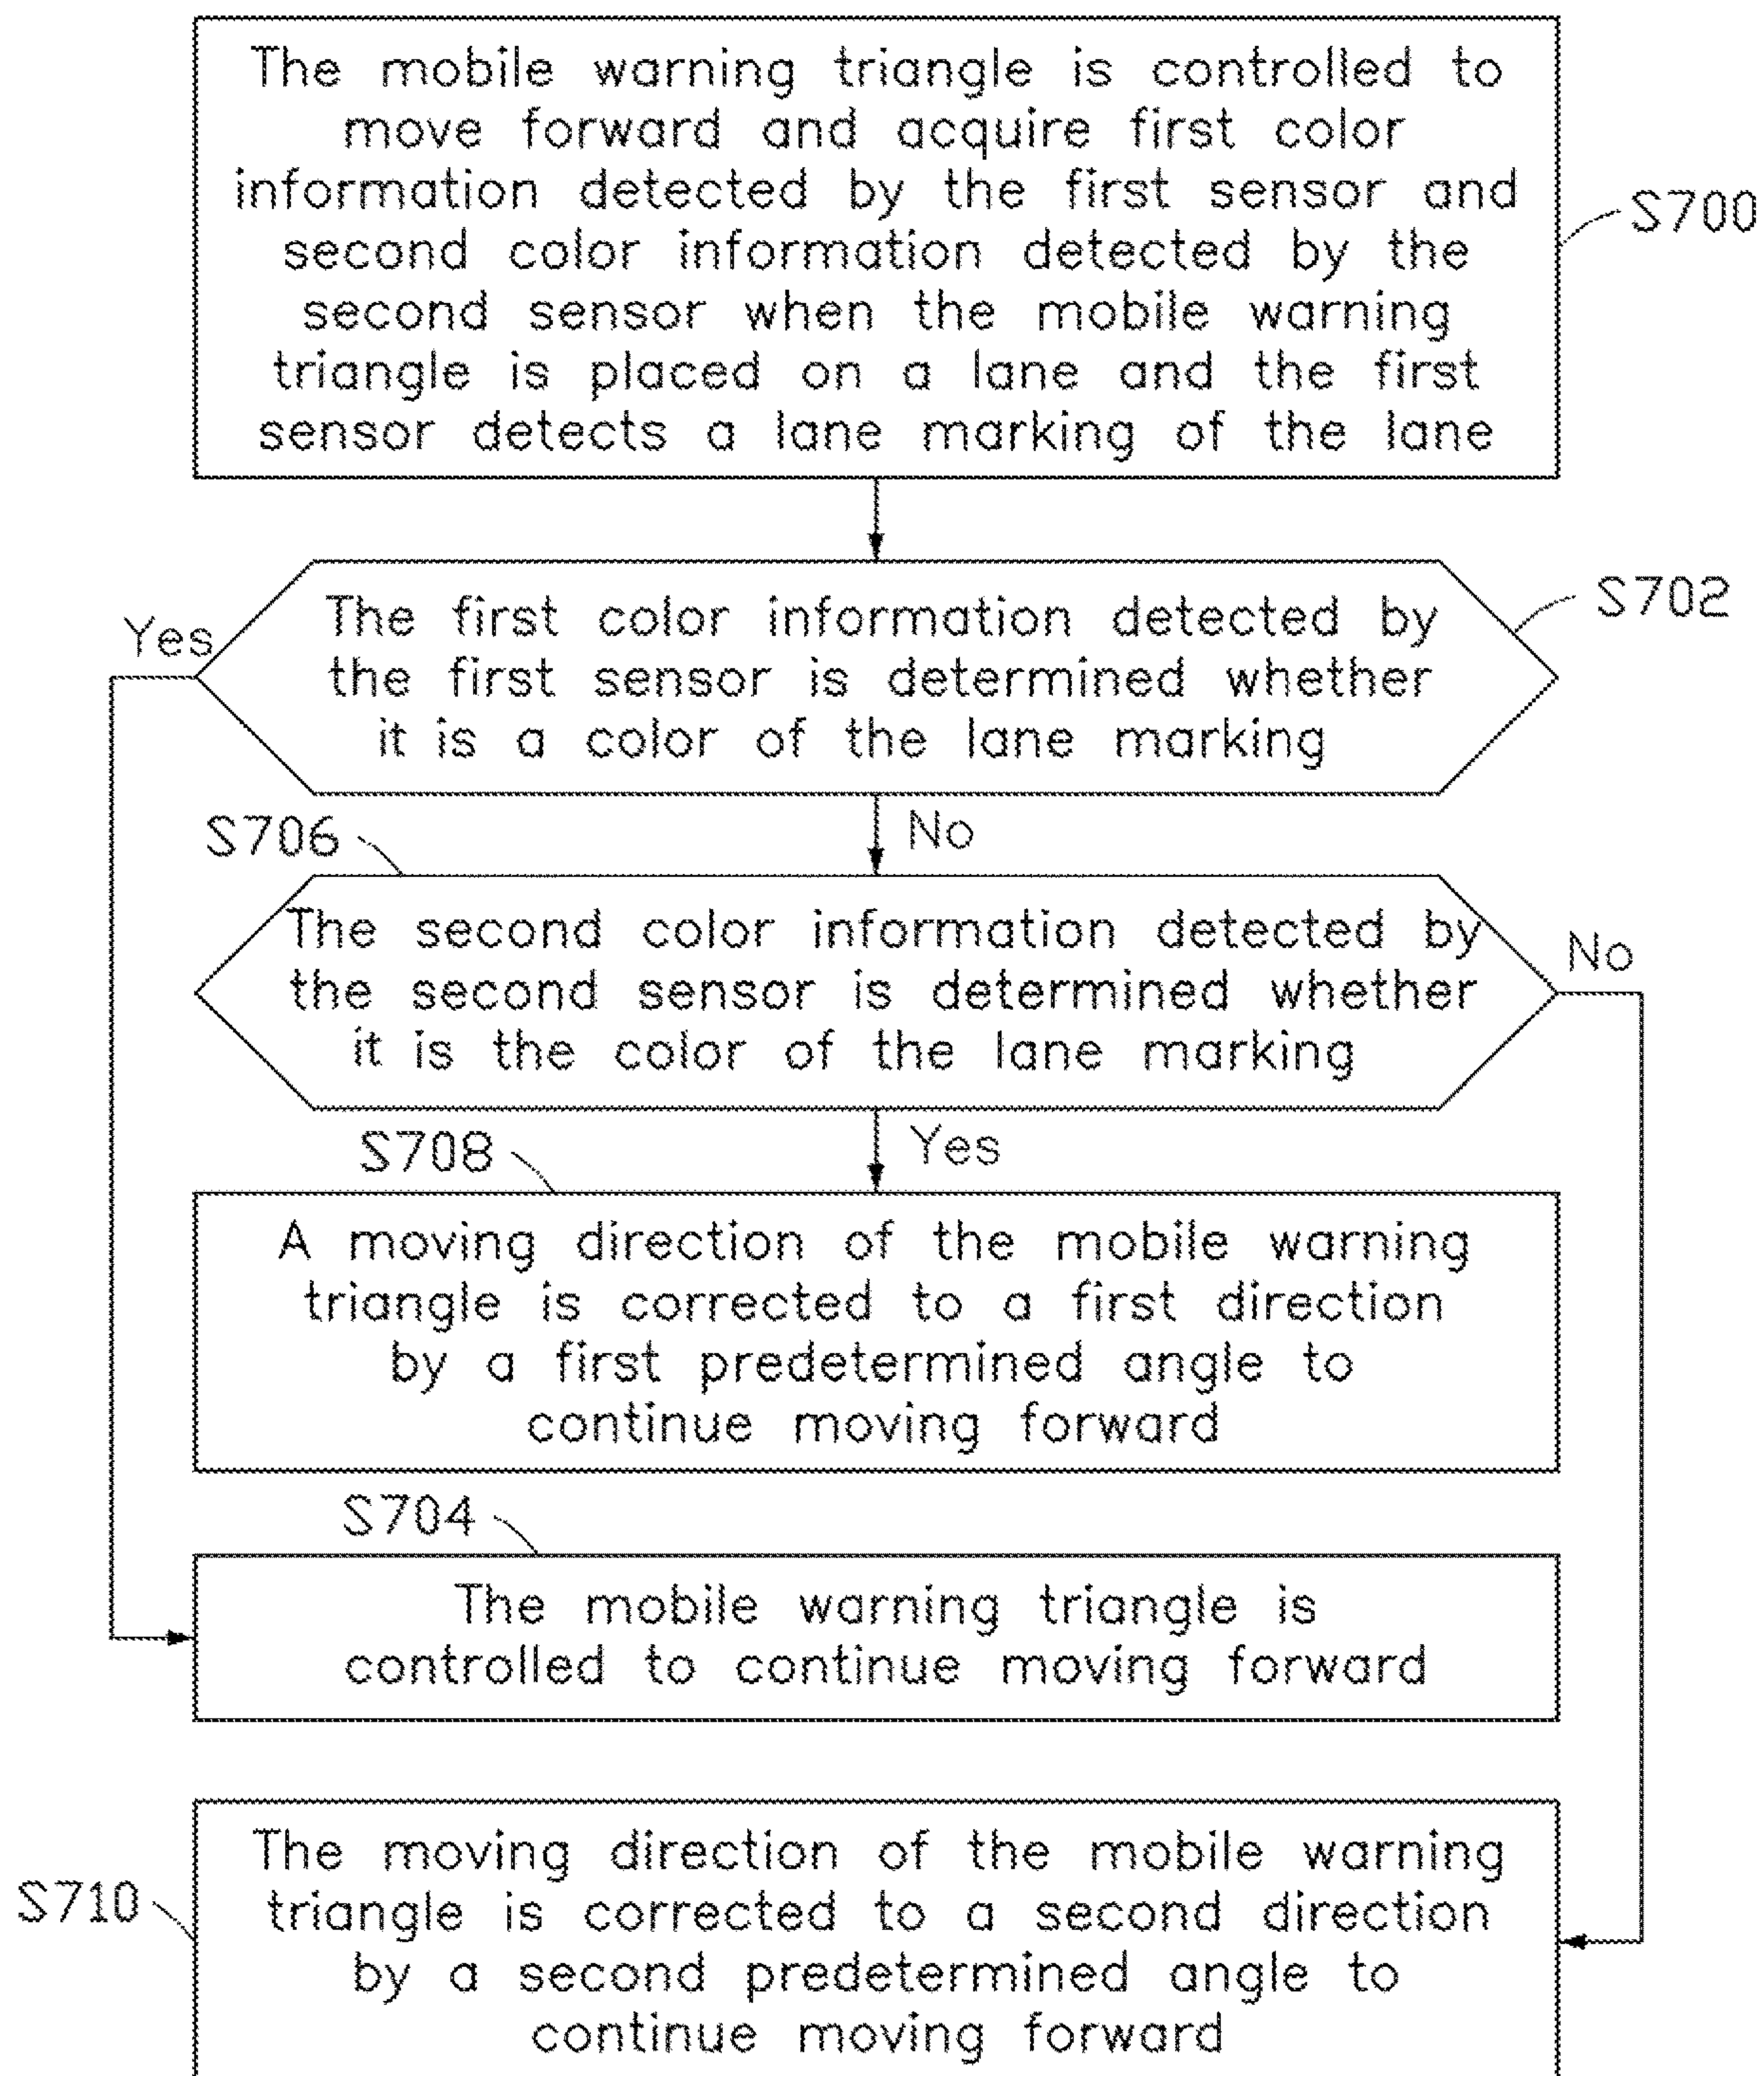 The mobile warning triangle is controlled to
move forward and acquire first color
information detected by the first sensor and
second color information detected by the
second sensor when the mobile warning
triangle is placed on a lane and the first
sensor detects a lane marking of the lane
S700
S702
Yes
The first color information detected by
the first sensor is determined whether
it is a color of the lane marking
No
S706
The second color information detected by
the second sensor is determined whether
it is the color of the lane marking
No
Yes
S708
A moving direction of the mobile warning
triangle is corrected to a first direction
by a first predetermined angle to
continue moving forward
S704
The mobile warning triangle is
controlled to continue moving forward
S710
The moving direction of the mobile warning
triangle is corrected to a second direction
by a second predetermined angle to
continue moving forward